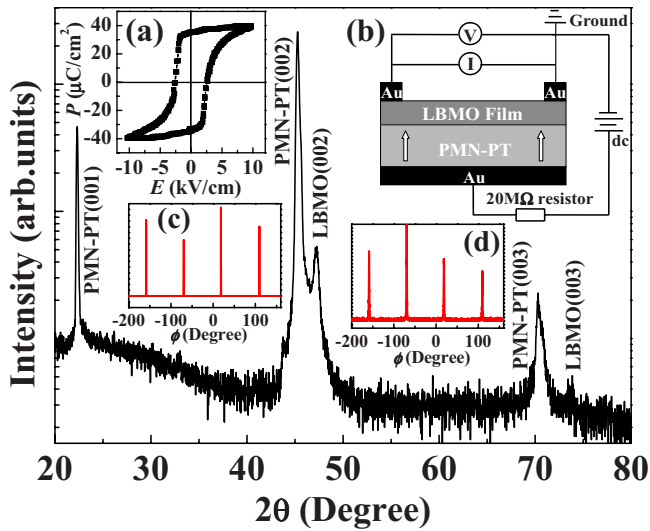 Intensity (arb.units)
2θ (Degree)
20 30 40 50 60 70 80
PMN-PT(001)
PMN-PT(002)
LBMO(002)
PMN-PT(003)
LBMO(003)
(a)
P (μC/cm²)
40
20
0
-20
-40
-10 -5 0 5 10
E (kV/cm)
(b)
Ground
V
I
Au Au
LBMO Film
PMN-PT
Au
dc
20MΩ resistor
(c)
-200 -100 0 100
ϕ (Degree)
(d)
-200 -100 0 100
ϕ (Degree)